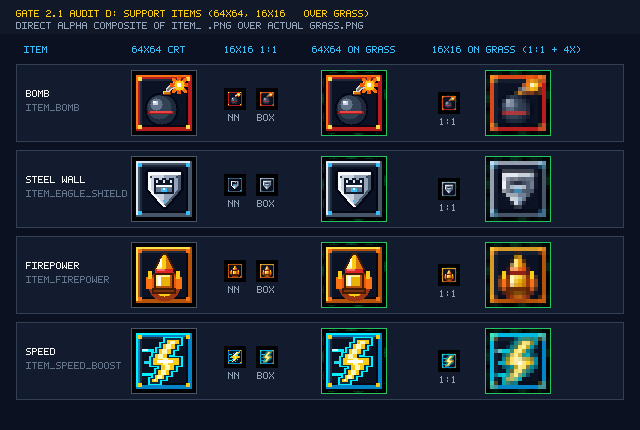 GATE 2.1 AUDIT D: SUPPORT ITEMS (64X64, 16X16   OVER GRASS)
DIRECT ALPHA COMPOSITE OF ITEM_ .PNG OVER ACTUAL GRASS.PNG
ITEM 64X64 CRT 16X16 1:1 64X64 ON GRASS 16X16 ON GRASS (1:1 + 4X)
BOMB
ITEM_BOMB
NN BOX 1:1
STEEL WALL
ITEM_EAGLE_SHIELD
NN BOX 1:1
FIREPOWER
ITEM_FIREPOWER
NN BOX 1:1
SPEED
ITEM_SPEED_BOOST
NN BOX 1:1